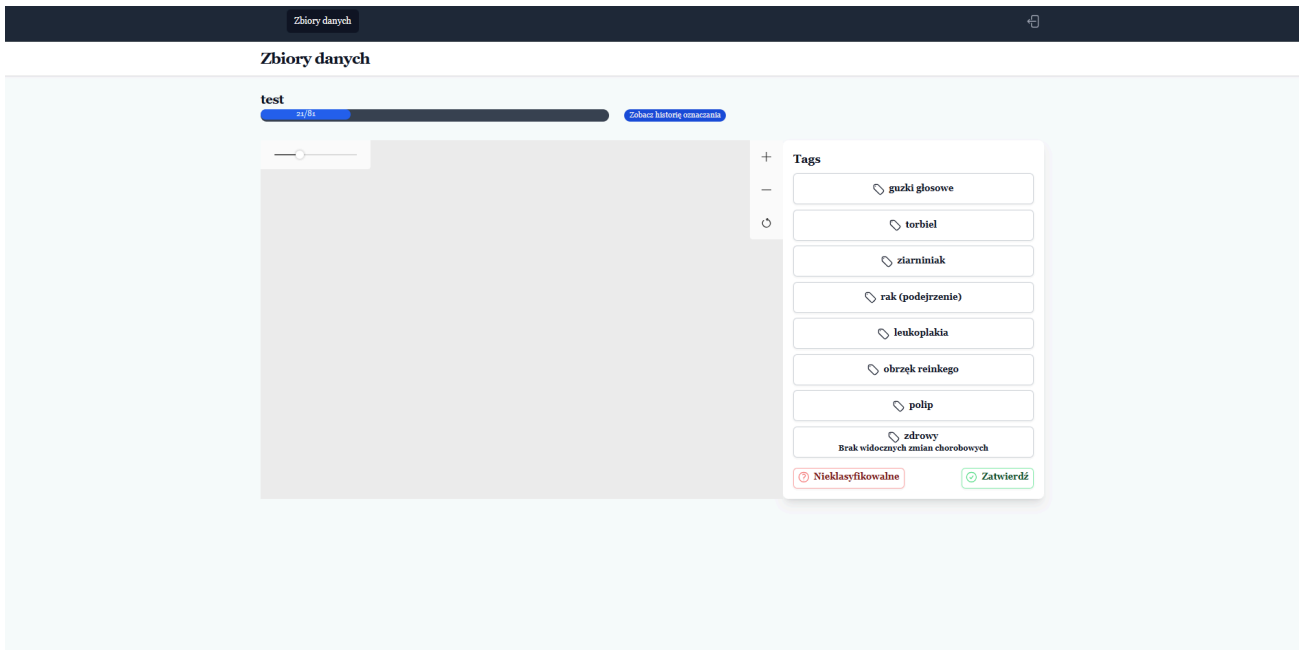 Zbiory danych
Zbiory danych
test
21/81
Zobacz historię oznaczania
Tags
guzki głosowe
torbiel
ziarniniak
rak (podejrzenie)
leukoplakia
obrzęk reinkego
polip
zdrowy
Brak widocznych zmian chorobowych
Nieklasyfikowalne
Zatwierdź